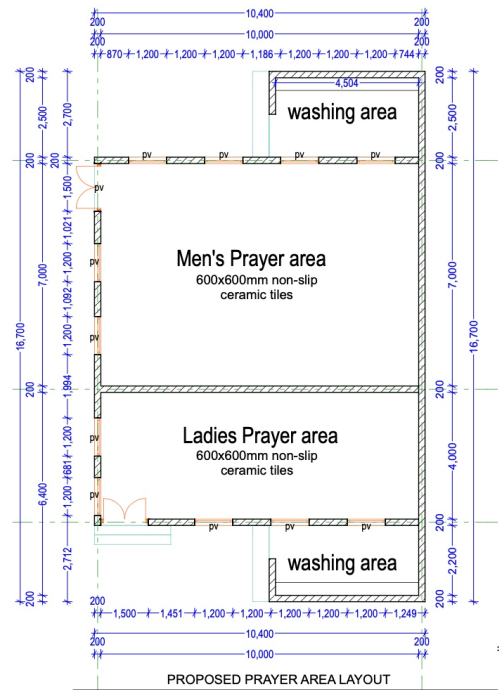 10,400
200
200
10,000
200
200
870
1,200
1,200
1,200
1,186
1,200
1,200
1,200
744
4,504
washing area
200
2,500
200
2,700
200
200
2,500
200
pv
pv
pv
pv
pv
1,500
1,021
pv
1,200
1,092
pv
1,200
1,994
7,000
16,700
Men's Prayer area
600x600mm non-slip
ceramic tiles
7,000
16,700
200
200
Ladies Prayer area
600x600mm non-slip
ceramic tiles
pv
1,200
681
pv
1,200
6,400
4,000
pv
pv
pv
200
200
2,712
washing area
2,200
200
200
200
1,500
1,451
1,200
1,200
1,200
1,200
1,200
1,249
10,400
200
200
10,000
PROPOSED PRAYER AREA LAYOUT